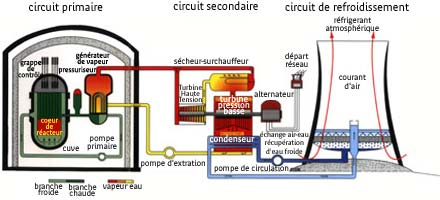 circuit primaire
circuit secondaire
circuit de refroidissement
grappe
de
contrôle
générateur
de vapeur
pressuriseur
coeur
de
réacteur
cuve
pompe
primaire
branche
froide
branche
chaude
vapeur eau
sécheur-surchauffeur
Turbine
Haute
Tension
turbine
pression
basse
condenseur
alternateur
départ
réseau
pompe d'extration
pompe de circulation
échange air-eau
récupération
d'eau froide
réfrigérant
atmosphérique
courant
d'air